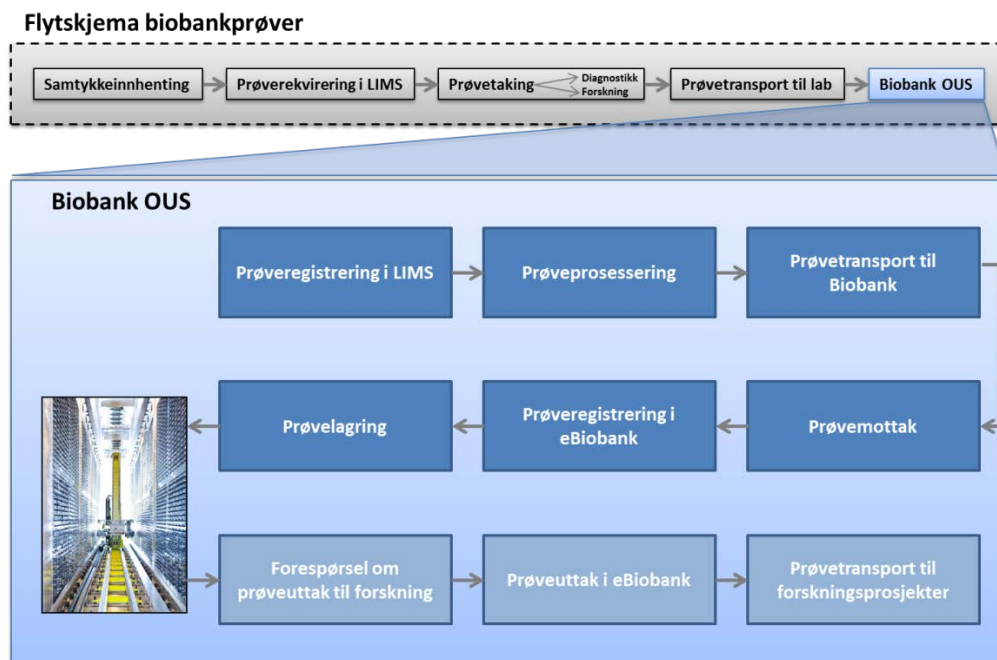 Flytskjema biobankprøver
Samtykkeinnhenting
Prøverekvirering i LIMS
Prøvetaking
Diagnostikk
Forskning
Prøvetransport til lab
Biobank OUS
Biobank OUS
Prøveregistrering i LIMS
Prøveprosessering
Prøvetransport til
Biobank
Prøvelagring
Prøveregistrering i
eBiobank
Prøvemottak
Forespørsel om
prøveuttak til forskning
Prøveuttak i eBiobank
Prøvetransport til
forskningsprosjekter